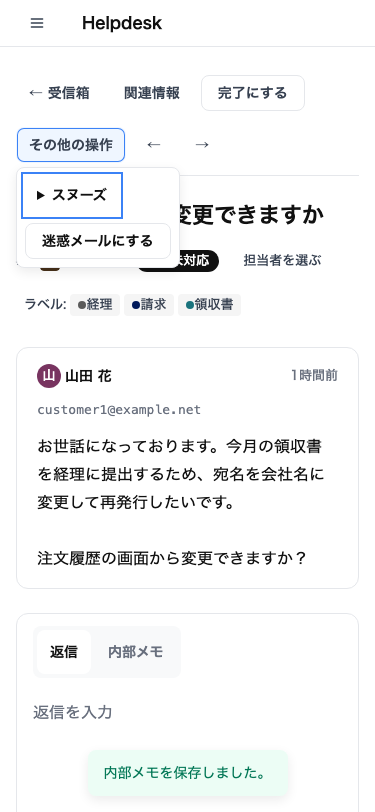 Helpdesk
← 受信箱
関連情報
完了にする
その他の操作
←
→
▶ スヌーズ
迷惑メールにする
変更できますか
対応
担当者を選ぶ
ラベル: 経理 請求 領収書
山 山田 花
1時間前
customer1@example.net
お世話になっております。今月の領収書
を経理に提出するため、宛名を会社名に
変更して再発行したいです。
注文履歴の画面から変更できますか？
返信
内部メモ
返信を入力
内部メモを保存しました。